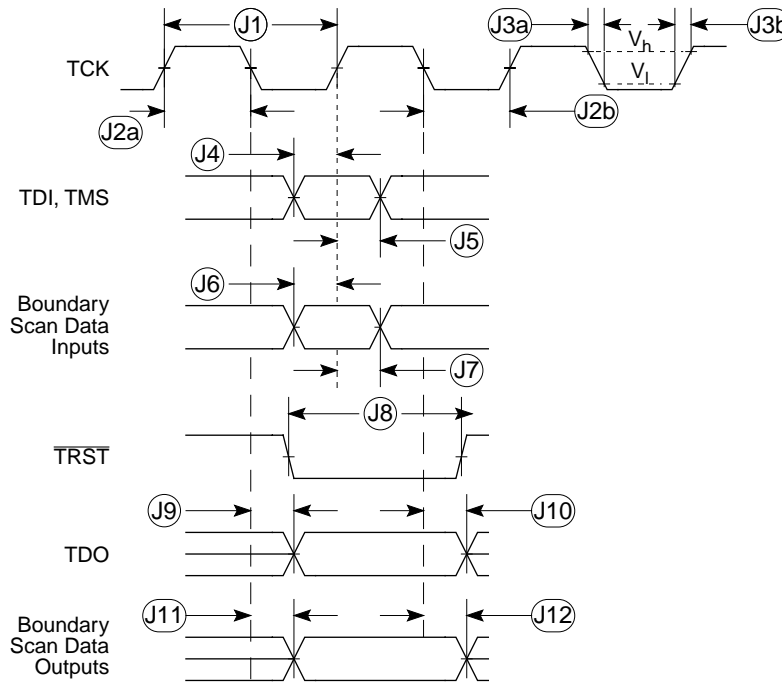 J1
J3a
J3b
Vh
TCK
Vl
J2a
J2b
J4
TDI, TMS
J5
J6
Boundary
Scan Data
Inputs
J7
J8
TRST
J9
J10
TDO
J11
J12
Boundary
Scan Data
Outputs